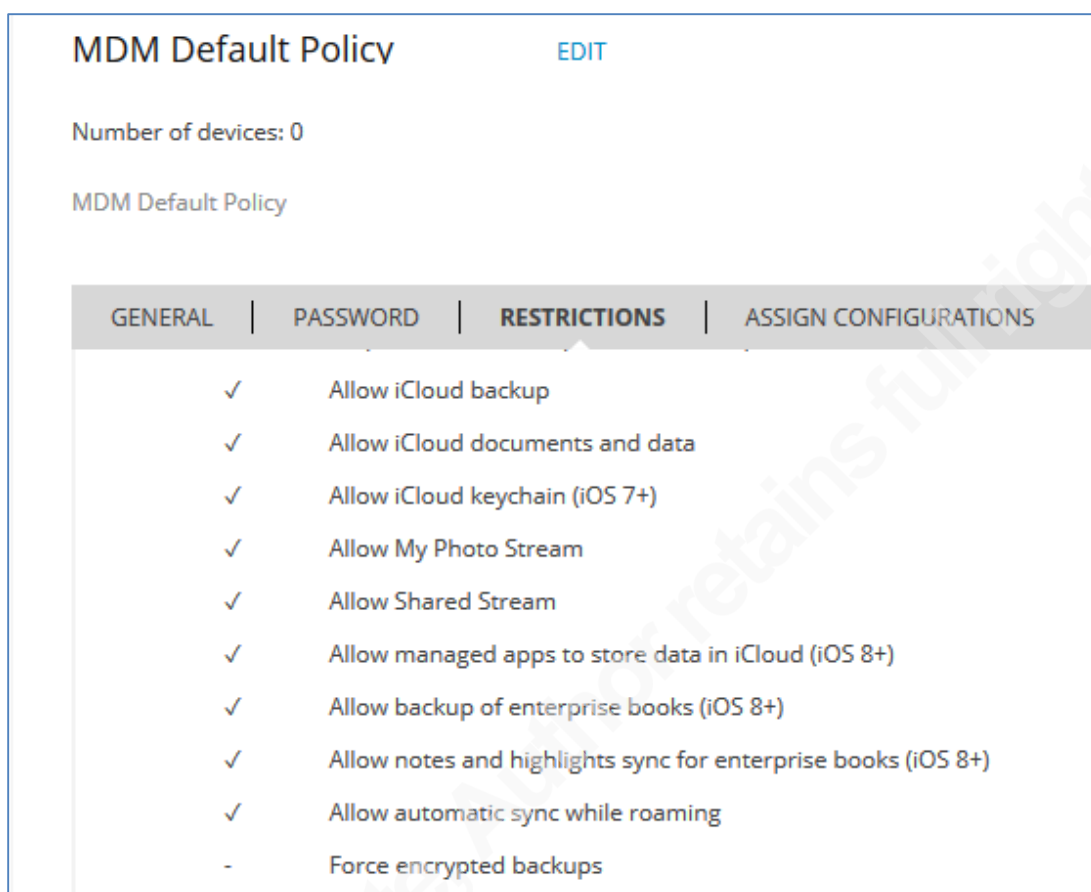 MDM Default Policy EDIT
Number of devices: 0
MDM Default Policy
GENERAL | PASSWORD | RESTRICTIONS | ASSIGN CONFIGURATIONS
✓ Allow iCloud backup
✓ Allow iCloud documents and data
✓ Allow iCloud keychain (iOS 7+)
✓ Allow My Photo Stream
✓ Allow Shared Stream
✓ Allow managed apps to store data in iCloud (iOS 8+)
✓ Allow backup of enterprise books (iOS 8+)
✓ Allow notes and highlights sync for enterprise books (iOS 8+)
✓ Allow automatic sync while roaming
- Force encrypted backups
Author retains full